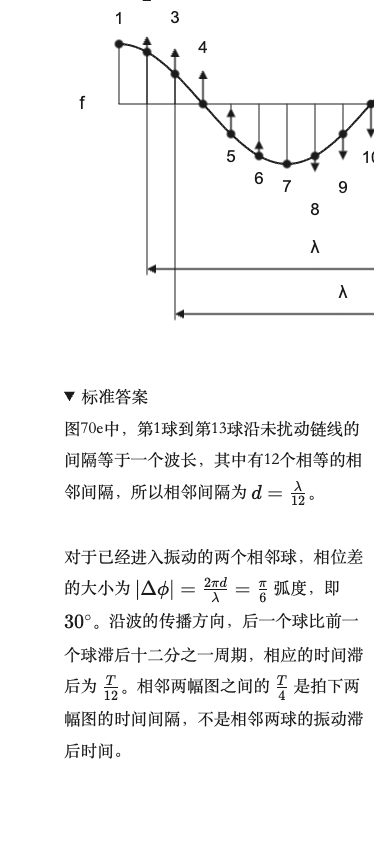 1
3
4
f
5
6
7
8
9
10
λ
λ
▼ 标准答案
图70e中，第1球到第13球沿未扰动链线的
间隔等于一个波长，其中有12个相等的相
邻间隔，所以相邻间隔为 d = λ/12。
对于已经进入振动的两个相邻球，相位差
的大小为 |Δϕ| = 2πd/λ = π/6 弧度，即
30°。沿波的传播方向，后一个球比前一
个球滞后十二分之一周期，相应的时间滞
后为 T/12。相邻两幅图之间的 T/4 是拍下两
幅图的时间间隔，不是相邻两球的振动滞
后时间。